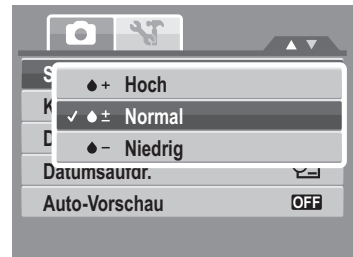 S
Hoch
K
Normal
D
Niedrig
Datumsaufdr.
Auto-Vorschau OFF